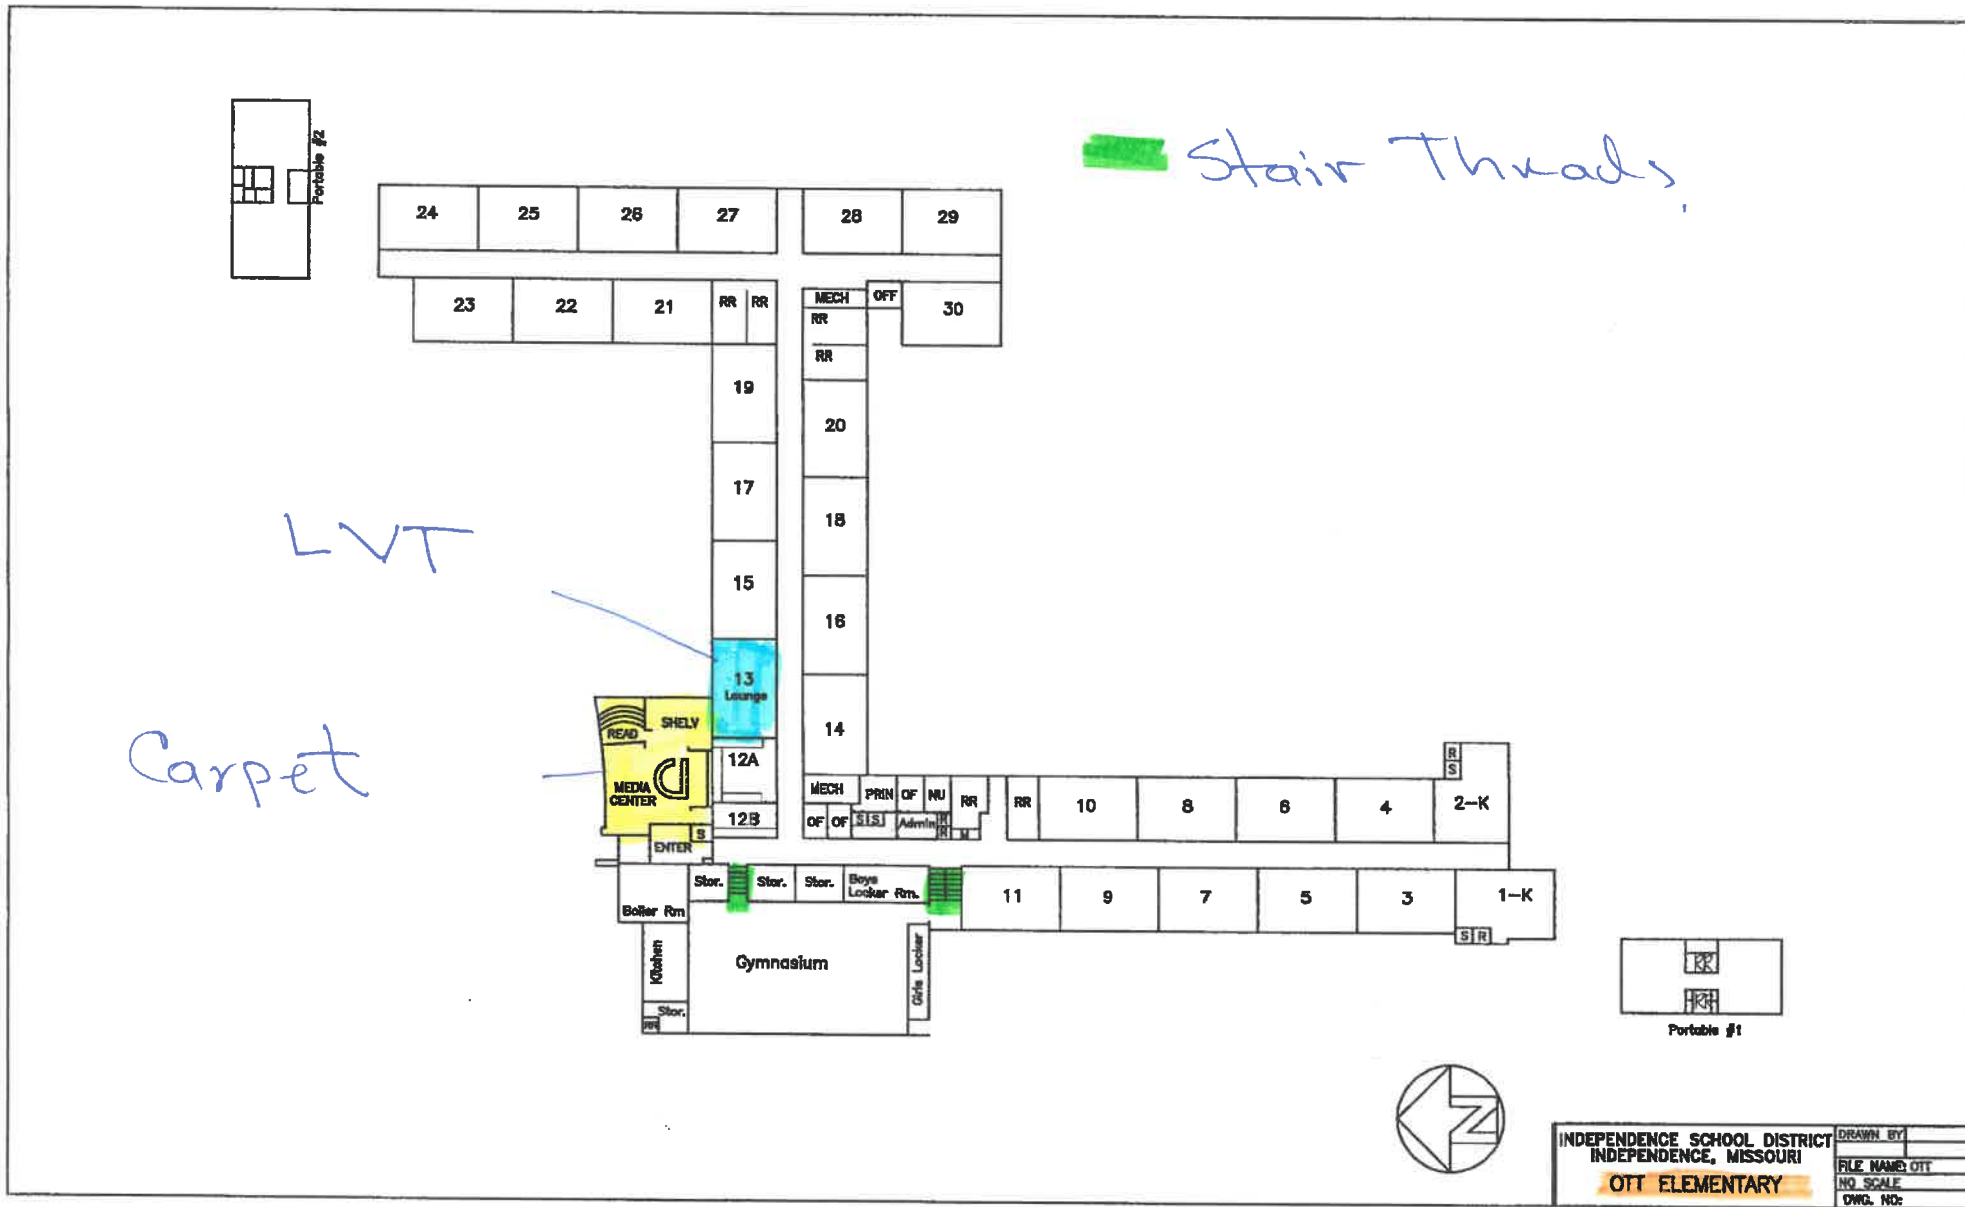 Portable #2
Stair Threads
24 25 26 27 28 29
23 22 21 RR RR MECH OFF 30
RR
RR
19
20
17
18
LVT
15
16
13
Lounge
14
SHELV
READ
Carpet
12A
MEDIA
CENTER
12B
MECH PRIN OF NU RR RR 10 8 6 4 2-K
R
S
OF OF S S Admin R
R M
S
ENTER
Stor. Stor. Stor. Boys
Locker Rm.
11 9 7 5 3 1-K
Boiler Rm
S R
Kitchen
Gymnasium
Girls Locker
Stor.
RR
RR
RR
Portable #1
N
INDEPENDENCE SCHOOL DISTRICT
INDEPENDENCE, MISSOURI
OTT ELEMENTARY
DRAWN BY
FILE NAME: OTT
NO SCALE
DWG. NO: